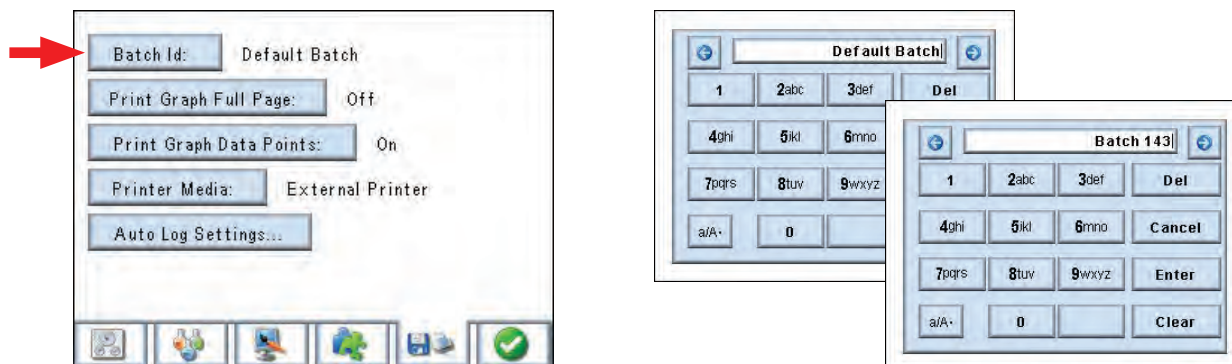 Batch Id: Default Batch
Print Graph Full Page: Off
Print Graph Data Points: On
Printer Media: External Printer
Auto Log Settings...
Default Batch
1 2abc 3def Del
4ghi 5jkl 6mno
7pqrs 8tuv 9wxyz
a/A· 0
Batch 143
1 2abc 3def Del
4ghi 5jkl 6mno Cancel
7pqrs 8tuv 9wxyz Enter
a/A· 0 Clear